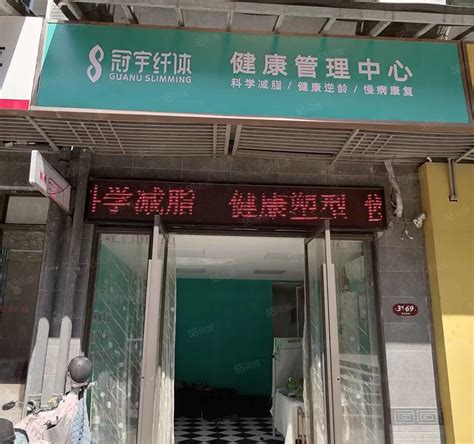 冠宇纤体
GUANU SLIMMING
健康管理中心
科学减脂 / 健康逆龄 / 慢病康复
科学减脂 健康塑型
69